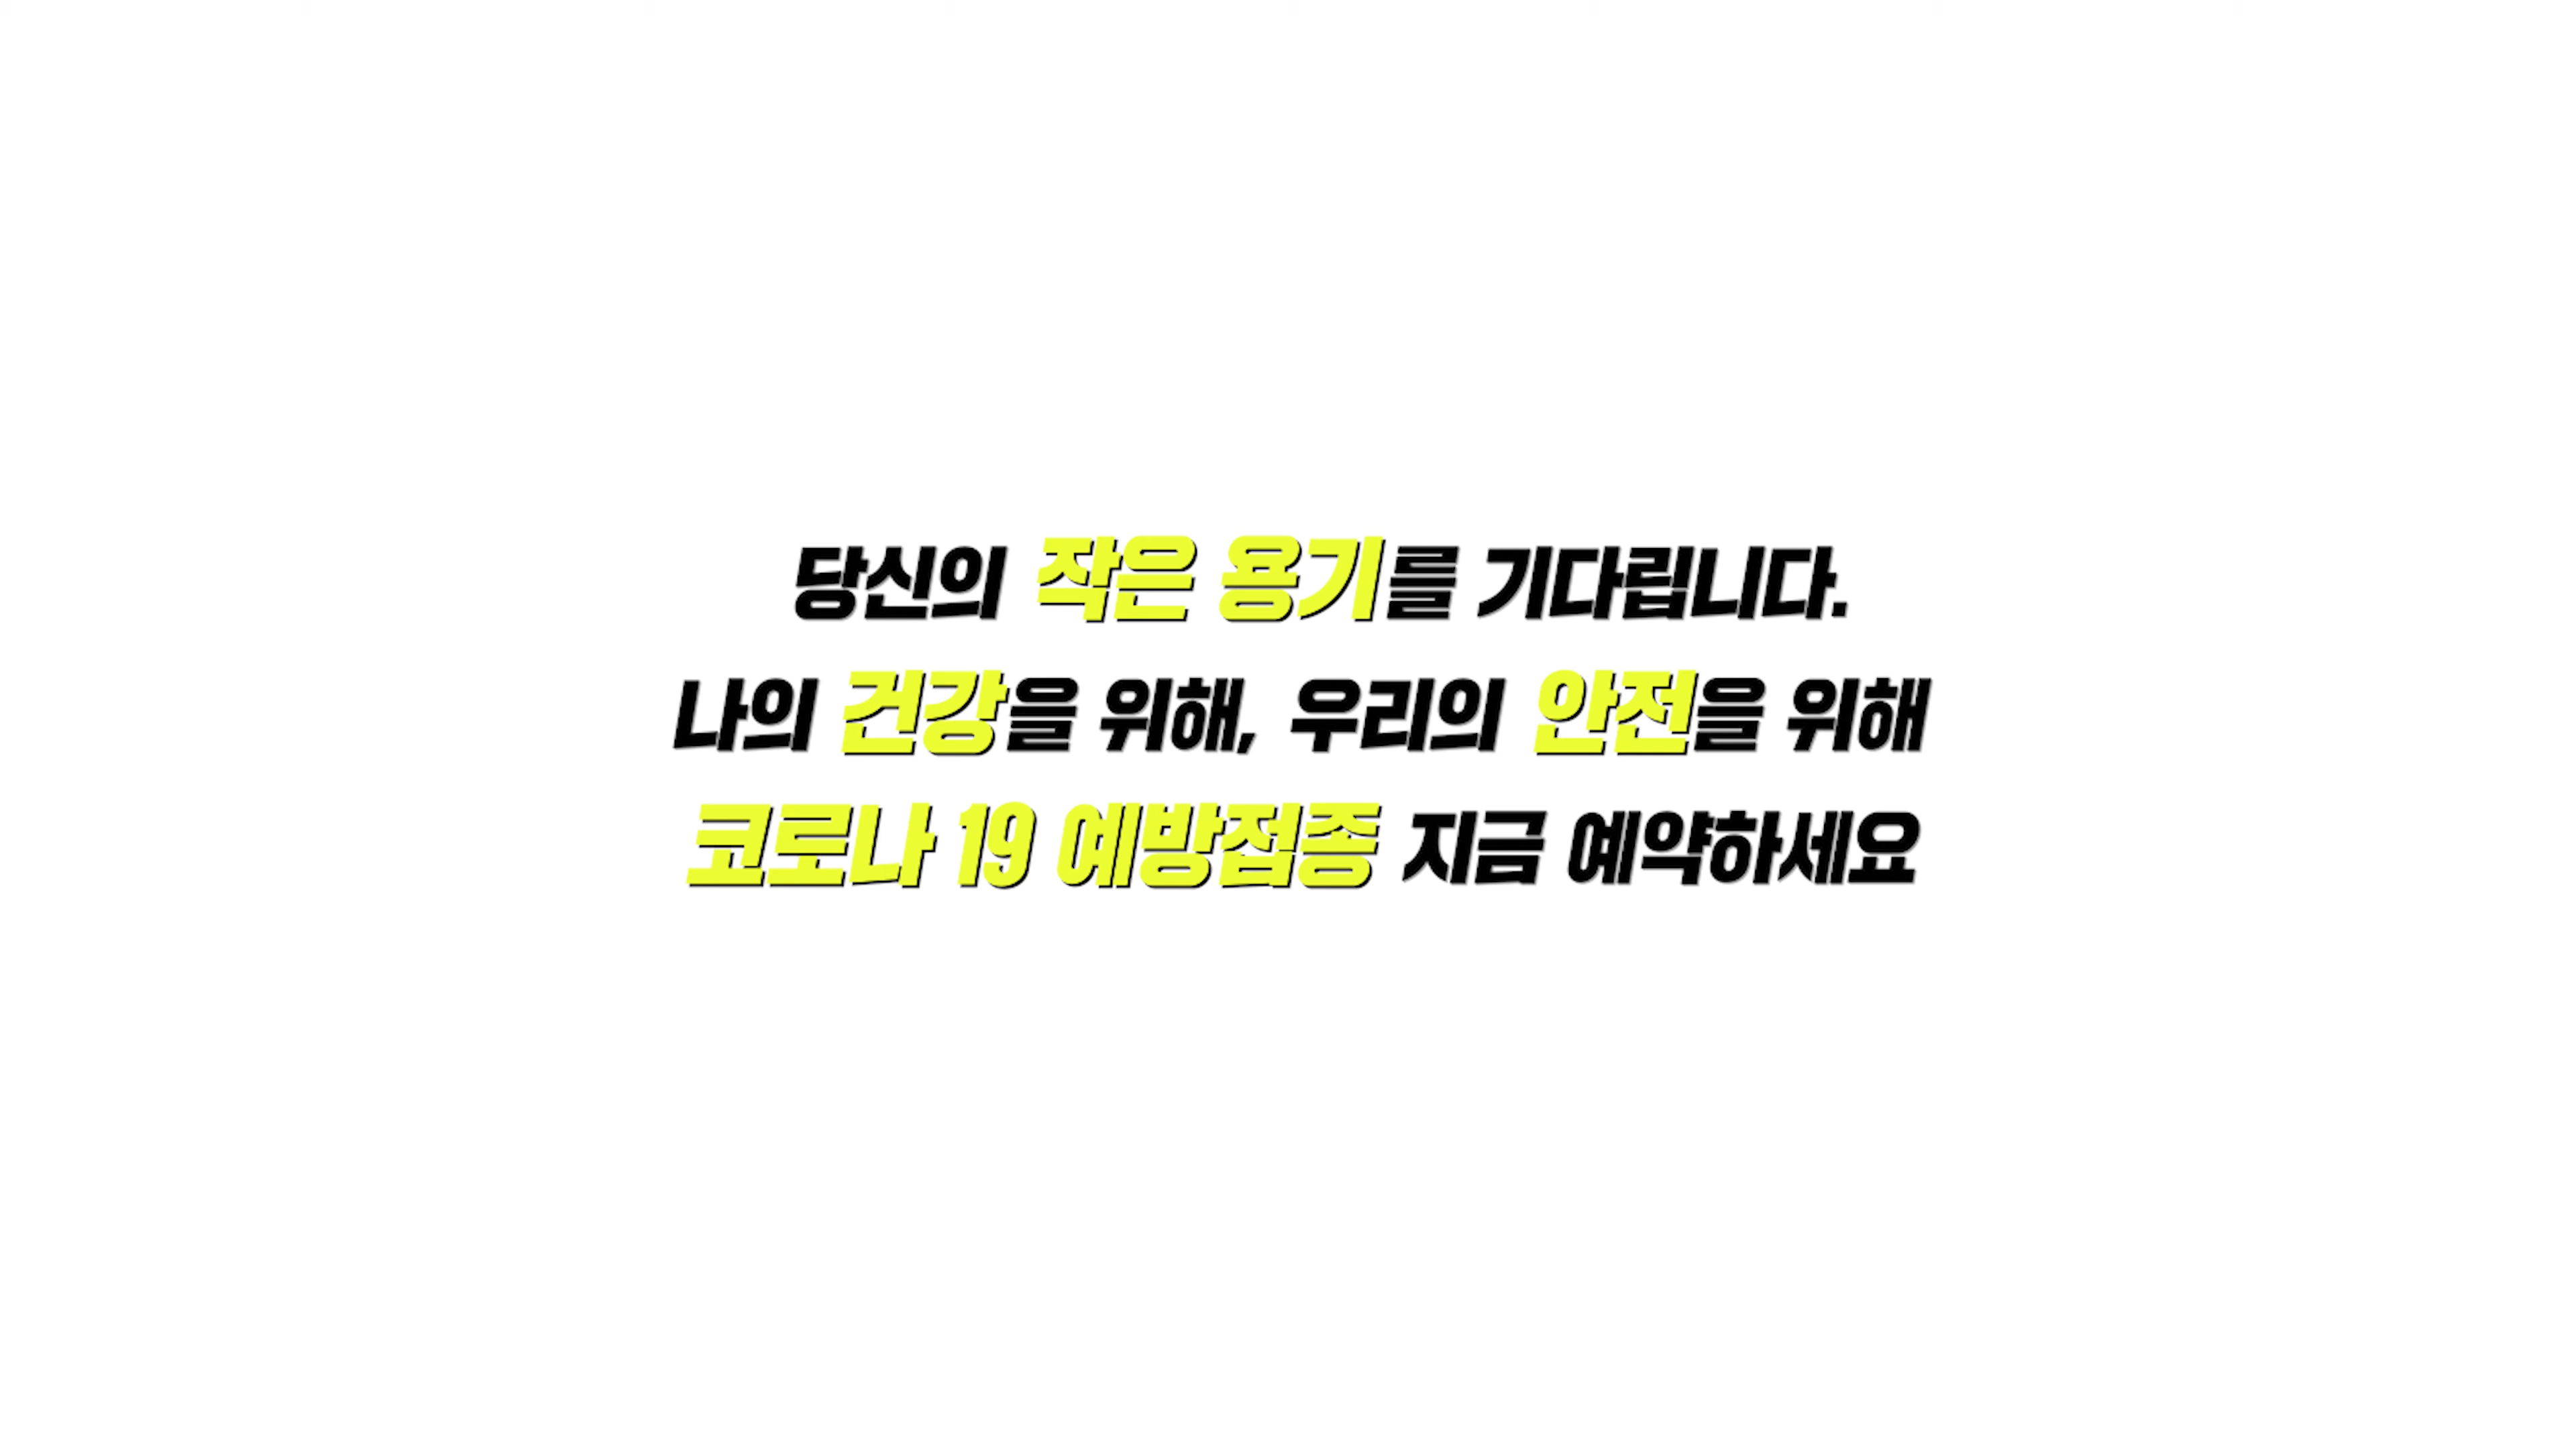 당신의 작은 용기를 기다립니다.
나의 건강을 위해, 우리의 안전을 위해
코로나 19 예방접종 지금 예약하세요